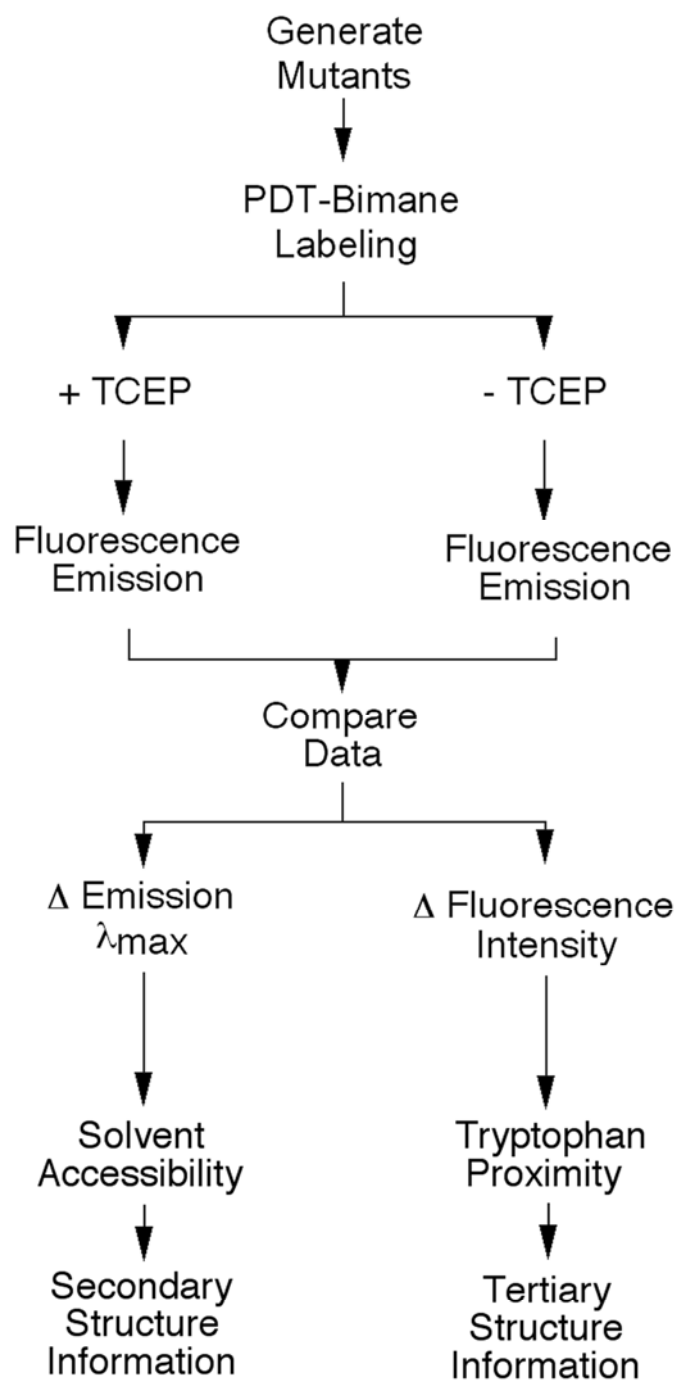 Generate
Mutants
PDT-Bimane
Labeling
+ TCEP
- TCEP
Fluorescence
Emission
Fluorescence
Emission
Compare
Data
Δ Emission
λmax
Δ Fluorescence
Intensity
Solvent
Accessibility
Tryptophan
Proximity
Secondary
Structure
Information
Tertiary
Structure
Information